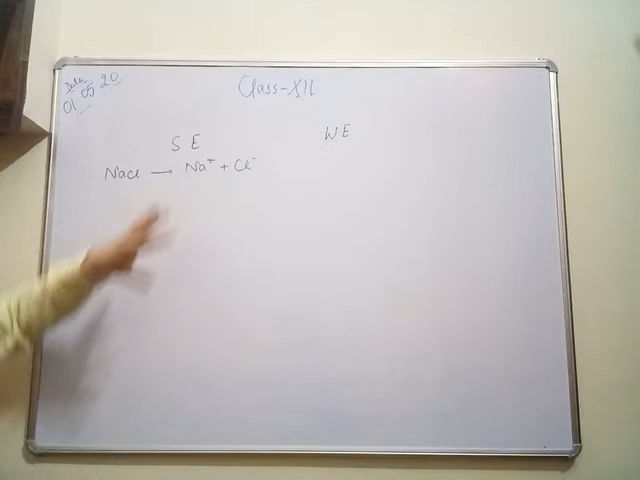 Date
01 05 20
Class-XII
S E
W E
NaCl → Na⁺ + Cl⁻